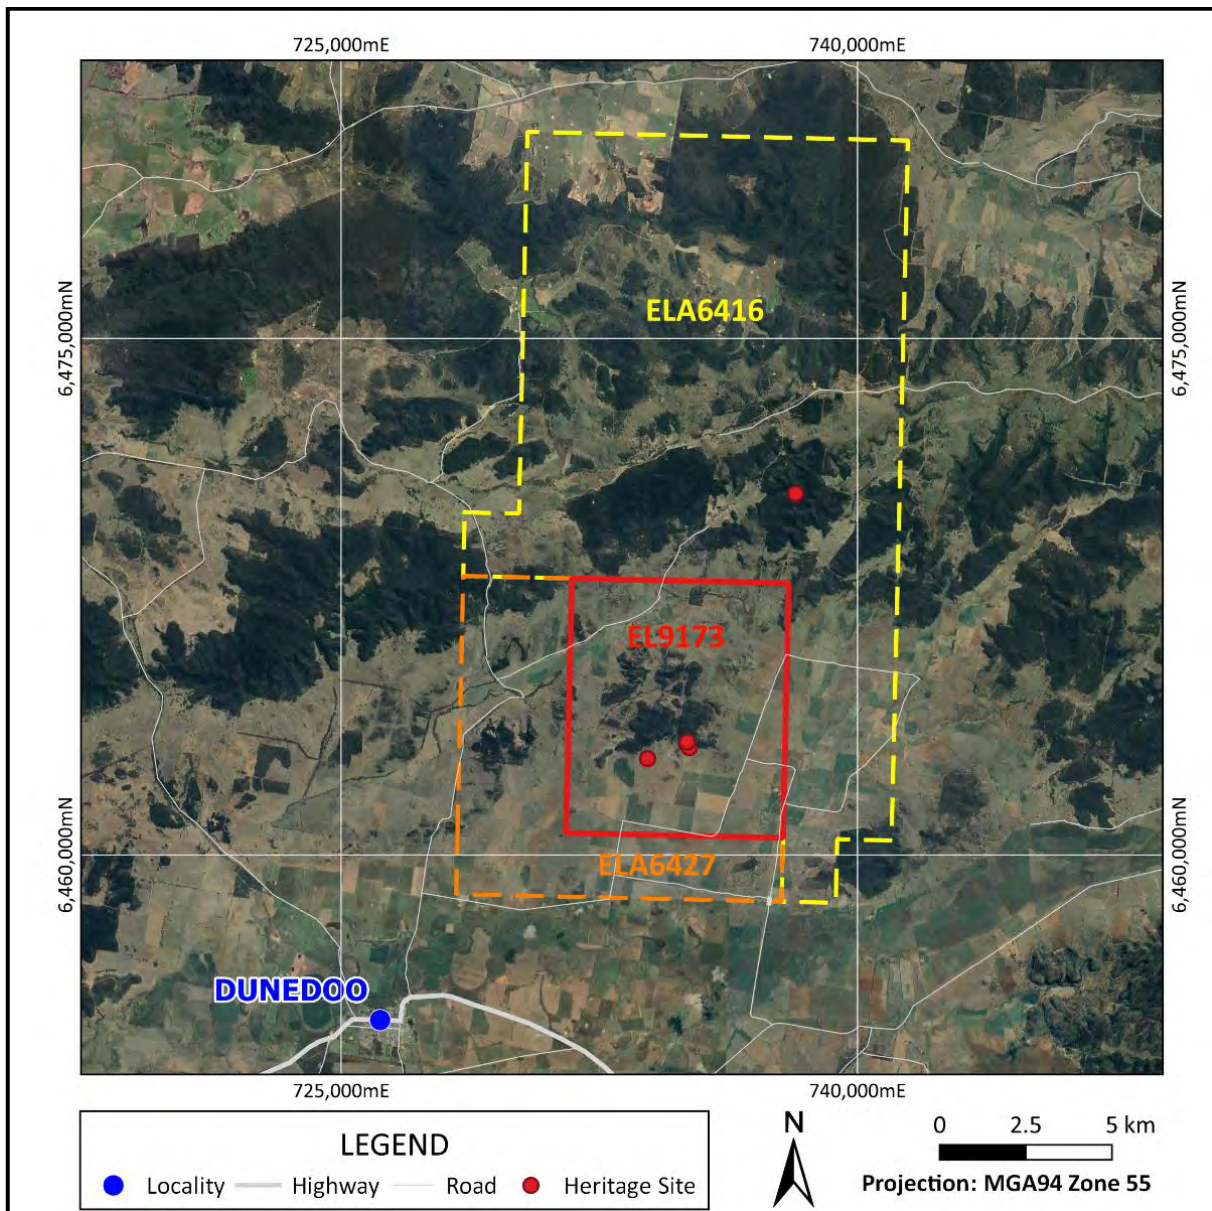 725,000mE
740,000mE
ELA6416
6,475,000mN
6,475,000mN
EL9173
6,460,000mN
6,460,000mN
ELA6427
DUNEDOO
725,000mE
740,000mE
LEGEND
Locality
Highway
Road
Heritage Site
N
0 2.5 5 km
Projection: MGA94 Zone 55